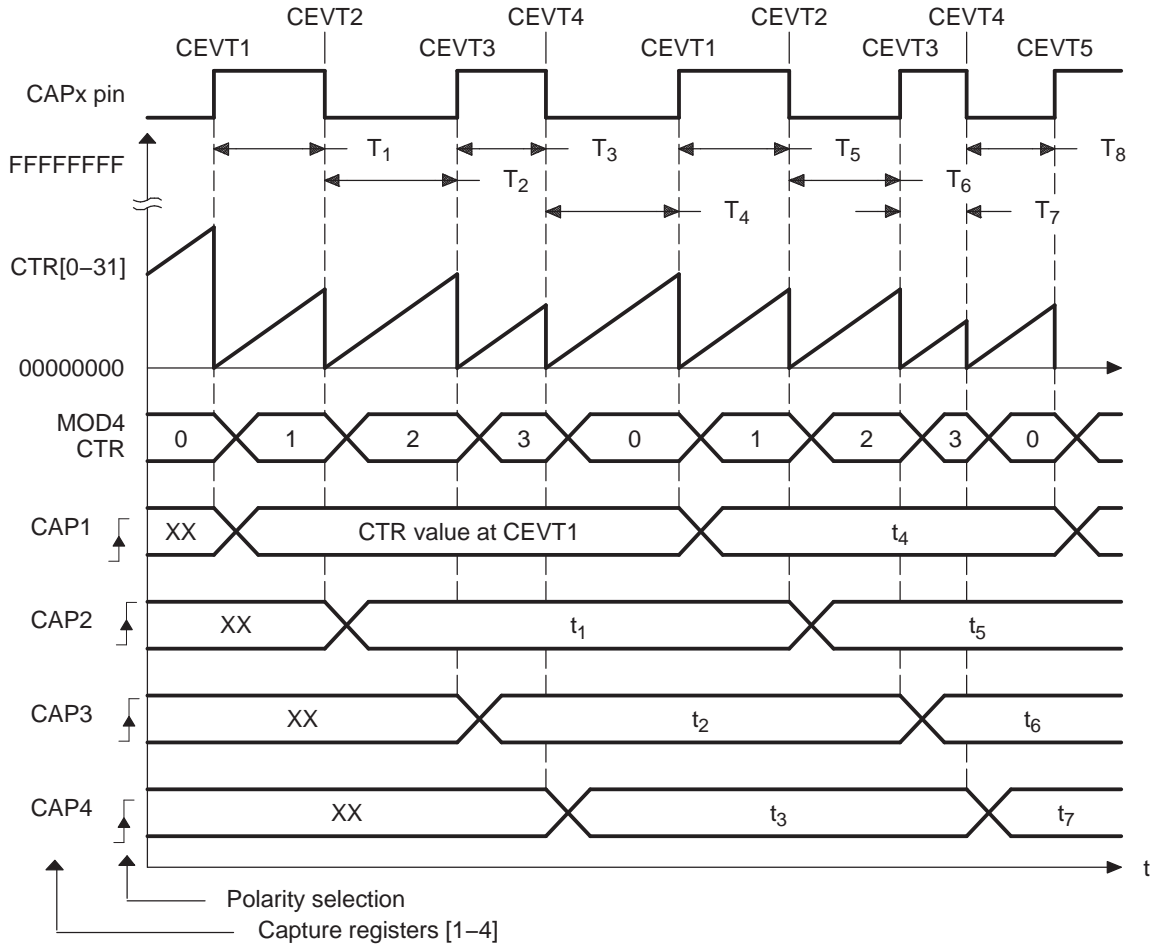 CEVT2 CEVT4 CEVT2 CEVT4
CEVT1 CEVT3 CEVT1 CEVT3 CEVT5
CAPx pin
T1 T3 T5 T8
FFFFFFFF
T2 T6
T4 T7
CTR[0−31]
00000000
MOD4
CTR
0 1 2 3 0 1 2 3 0
CAP1 XX CTR value at CEVT1 t4
CAP2 XX t1 t5
CAP3 XX t2 t6
CAP4 XX t3 t7
t
Polarity selection
Capture registers [1−4]